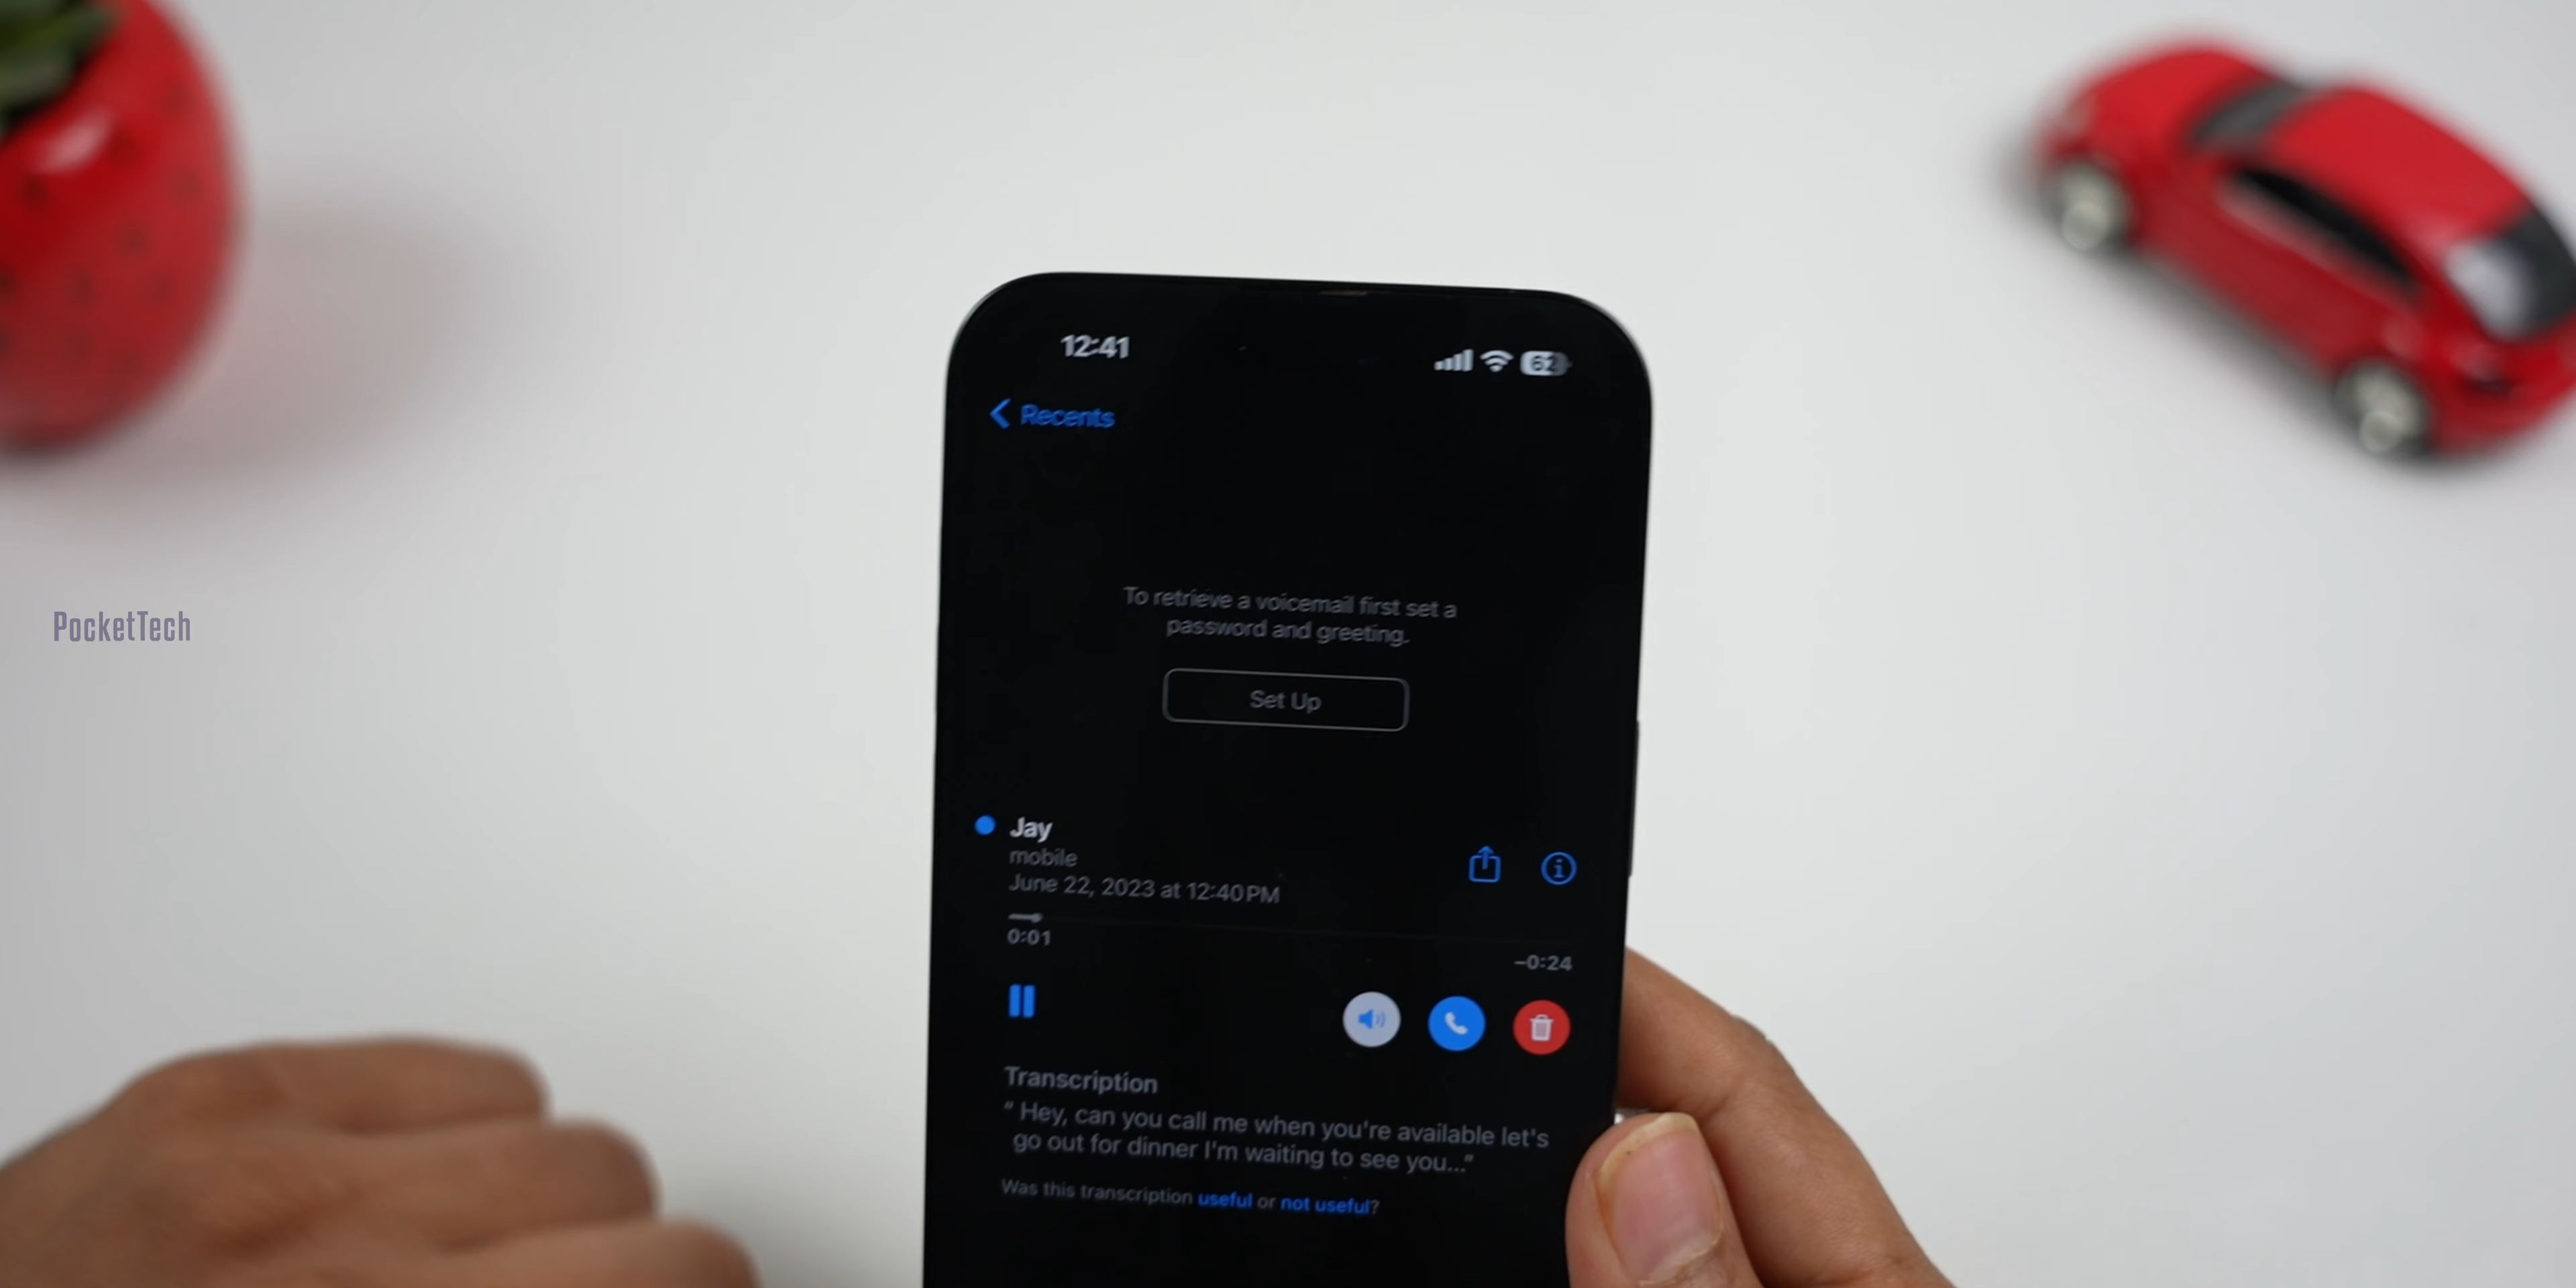 12:41
62
Recents
To retrieve a voicemail first set a
password and greeting.
Set Up
PocketTech
Jay
mobile
June 22, 2023 at 12:40 PM
0:01
-0:24
Transcription
“ Hey, can you call me when you're available let's
go out for dinner I'm waiting to see you...”
Was this transcription useful or not useful?